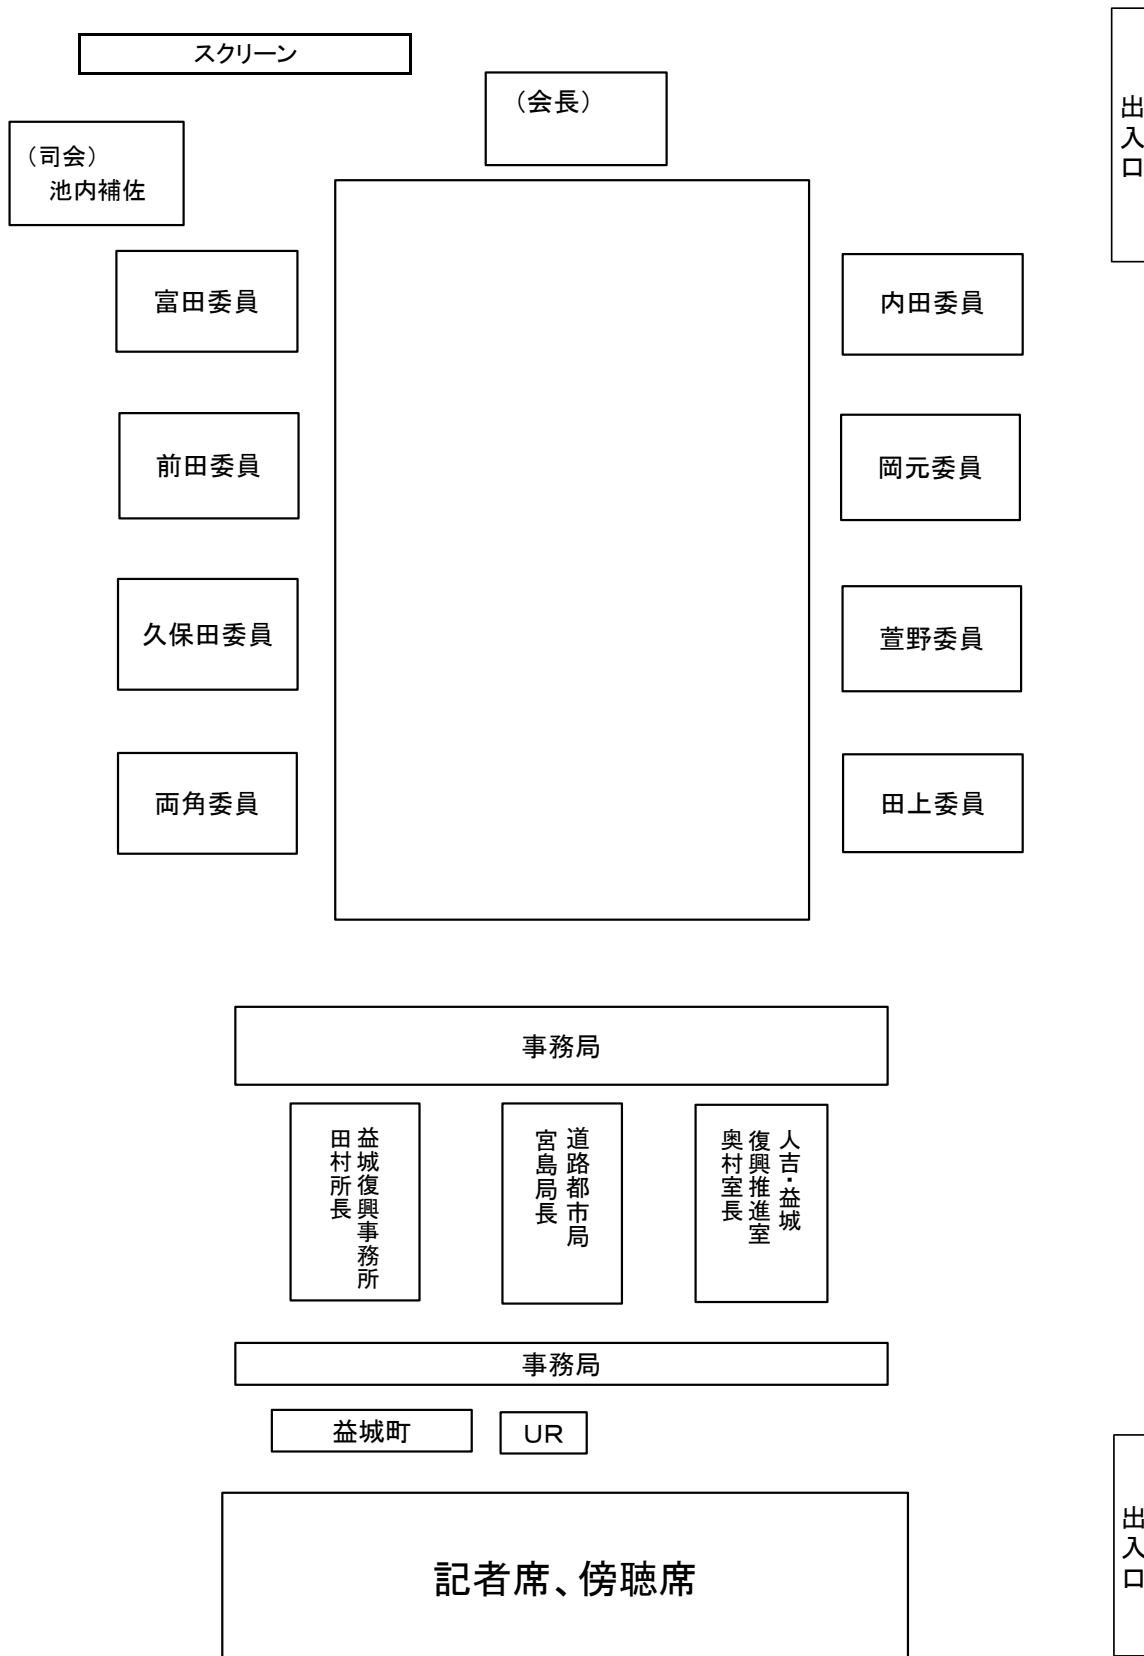 スクリーン
（会長）
出入口
（司会）
池内補佐
富田委員
内田委員
前田委員
岡元委員
久保田委員
萱野委員
両角委員
田上委員
事務局
益城復興事務所
田村所長
道路都市局
宮島局長
人吉・益城
復興推進室
奥村室長
事務局
益城町
UR
記者席、傍聴席
出入口